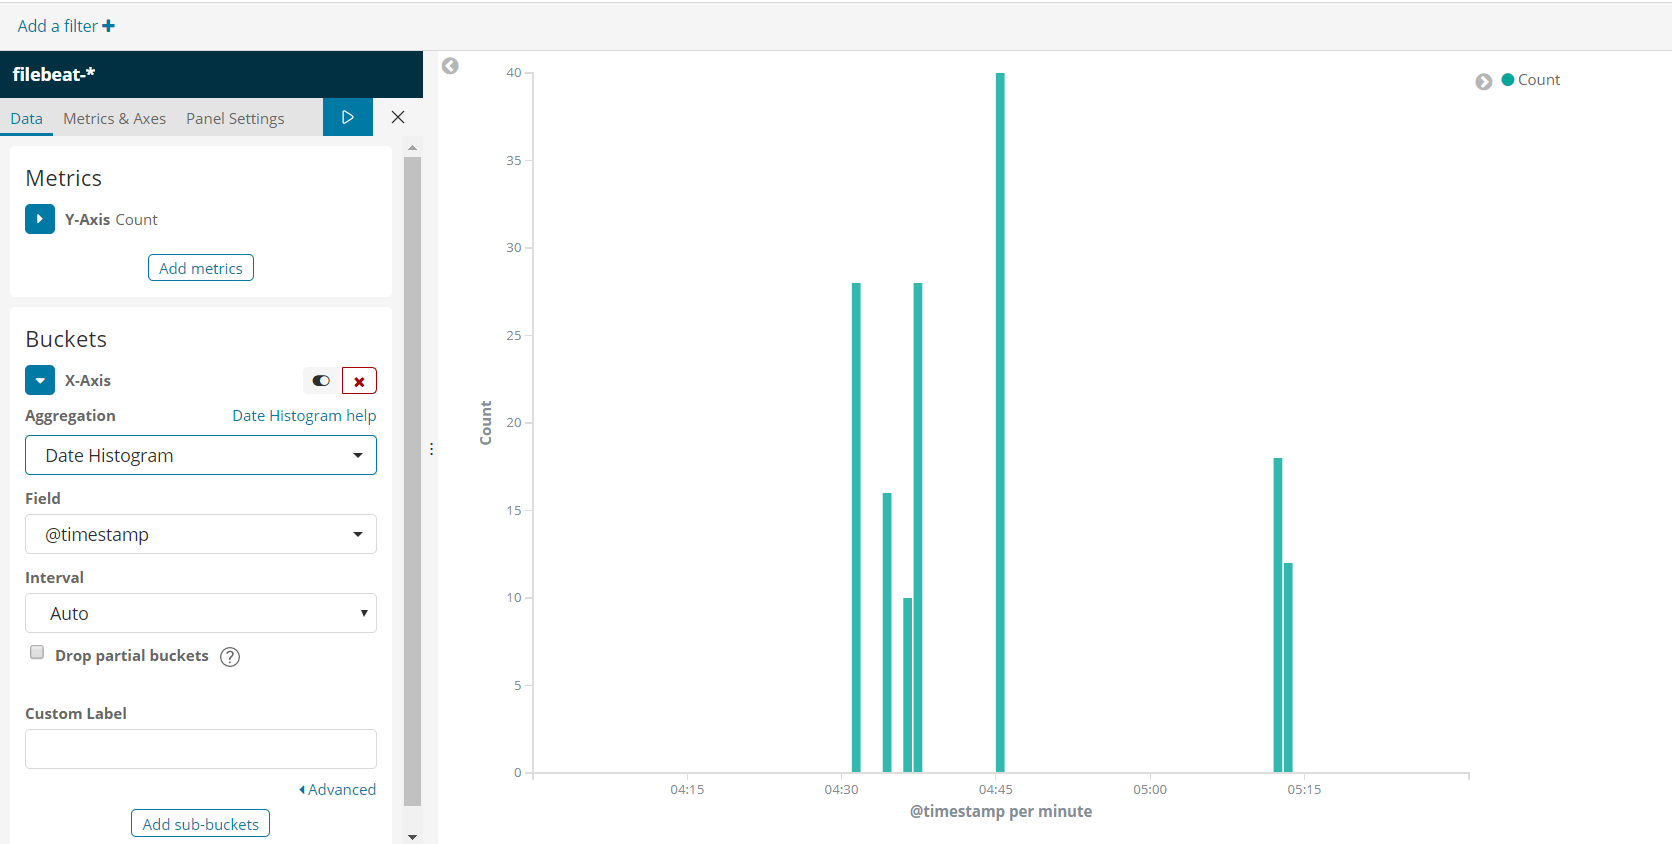 Add a filter
filebeat-*
Data Metrics & Axes Panel Settings
Metrics
Y-Axis Count
Add metrics
Buckets
X-Axis
Aggregation Date Histogram help
Date Histogram
Field
@timestamp
Interval
Auto
Drop partial buckets ?
Custom Label
Advanced
Add sub-buckets
40
35
30
25
20
15
10
5
0
Count
04:15 04:30 04:45 05:00 05:15
@timestamp per minute
Count